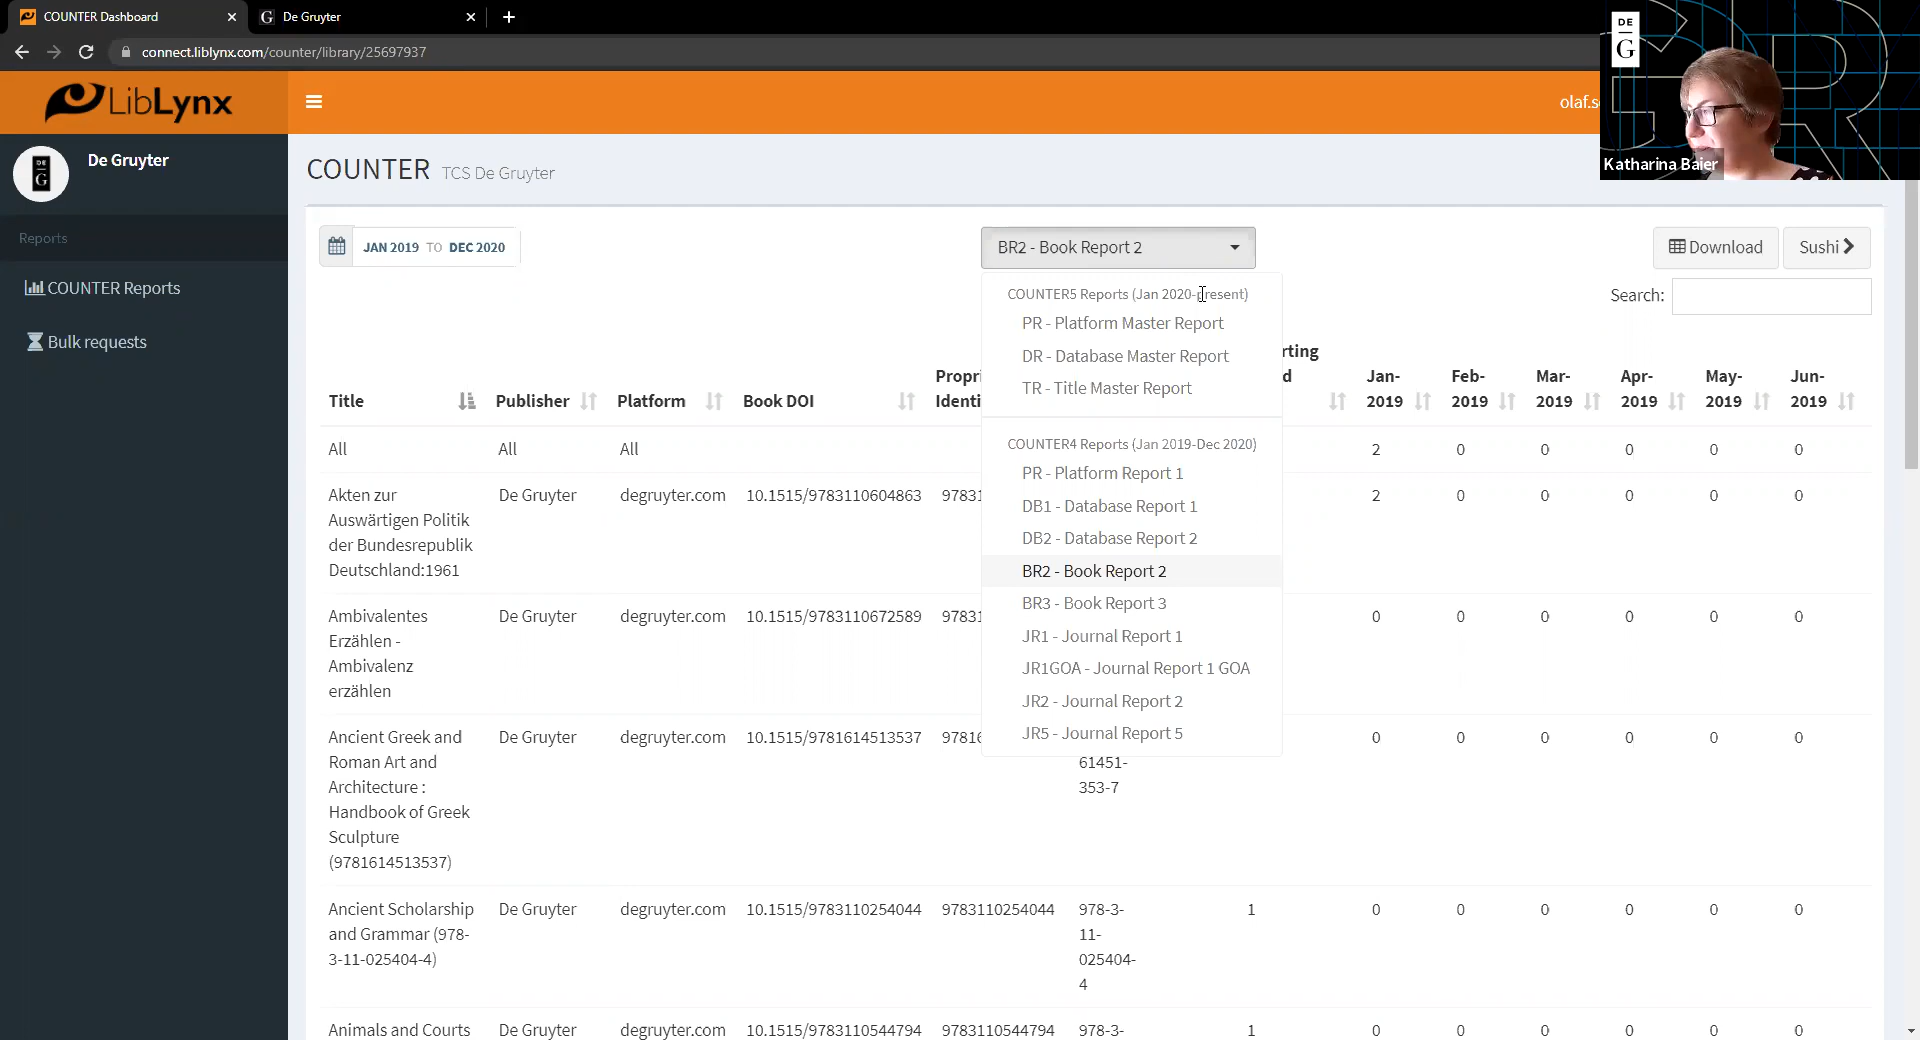 COUNTER Dashboard
G De Gruyter
connect.liblynx.com/counter/library/25697937
LibLynx
olaf.s
DE
G
Katharina Baier
DE
G
De Gruyter
Reports
COUNTER Reports
Bulk requests
COUNTER TCS De Gruyter
JAN 2019 TO DEC 2020
BR2 - Book Report 2
Download
Sushi
Search:
COUNTER5 Reports (Jan 2020-present)
PR - Platform Master Report
DR - Database Master Report
TR - Title Master Report
COUNTER4 Reports (Jan 2019-Dec 2020)
PR - Platform Report 1
DB1 - Database Report 1
DB2 - Database Report 2
BR2 - Book Report 2
BR3 - Book Report 3
JR1 - Journal Report 1
JR1GOA - Journal Report 1 GOA
JR2 - Journal Report 2
JR5 - Journal Report 5
Title Publisher Platform Book DOI Propri
Identi
rting
d
Jan-
2019
Feb-
2019
Mar-
2019
Apr-
2019
May-
2019
Jun-
2019
All All All 2 0 0 0 0 0
Akten zur
Auswärtigen Politik
der Bundesrepublik
Deutschland:1961
De Gruyter degruyter.com 10.1515/9783110604863 97831 2 0 0 0 0 0
Ambivalentes
Erzählen -
Ambivalenz
erzählen
De Gruyter degruyter.com 10.1515/9783110672589 97831 0 0 0 0 0 0
Ancient Greek and
Roman Art and
Architecture :
Handbook of Greek
Sculpture
(9781614513537)
De Gruyter degruyter.com 10.1515/9781614513537 97816 0 0 0 0 0 0
61451-
353-7
Ancient Scholarship
and Grammar (978-
3-11-025404-4)
De Gruyter degruyter.com 10.1515/9783110254044 9783110254044 978-3- 1 0 0 0 0 0 0
11-
025404-
4
Animals and Courts De Gruyter degruyter.com 10.1515/9783110544794 9783110544794 978-3- 1 0 0 0 0 0 0